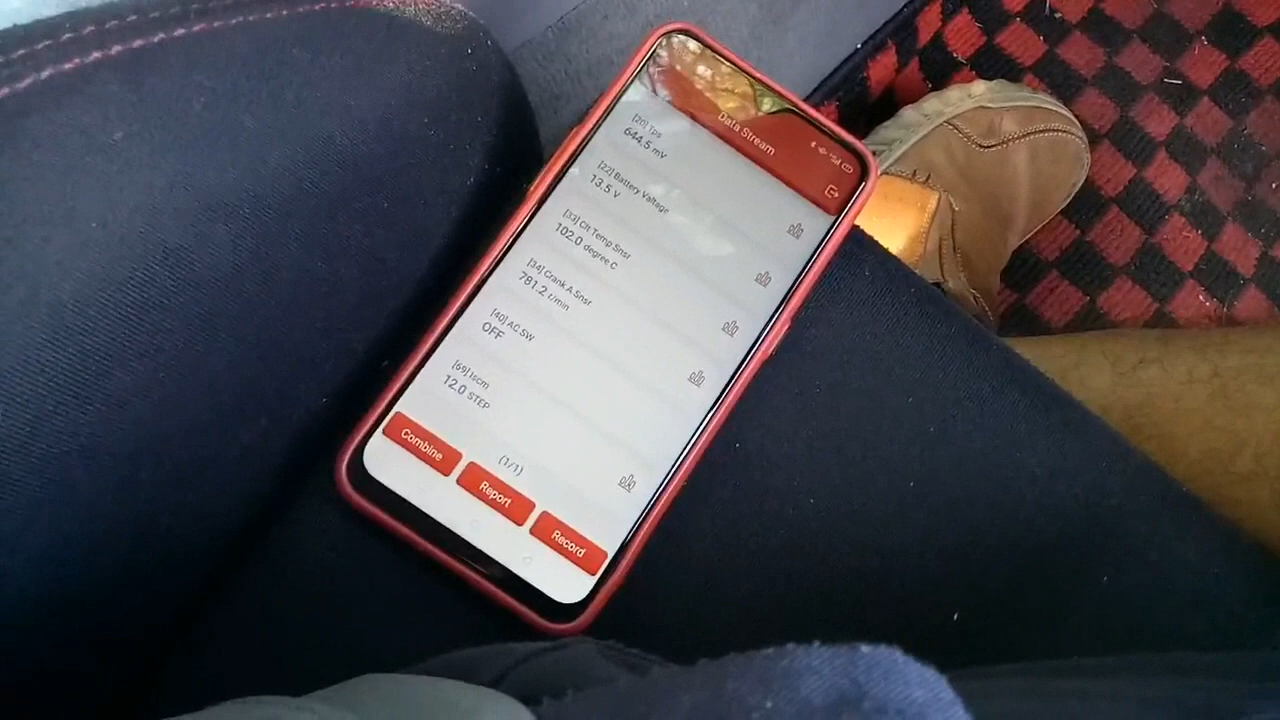 Data Stream
[20] Tps
644.5 mV
[22] Battery Valtage
13.5 V
[33] Clt Temp Snsr
102.0 degree C
[34] Crank A Snsr
781.2 r/min
[40] AC SW
OFF
[69] Iscm
12.0 STEP
(1/1)
Combine
Report
Record